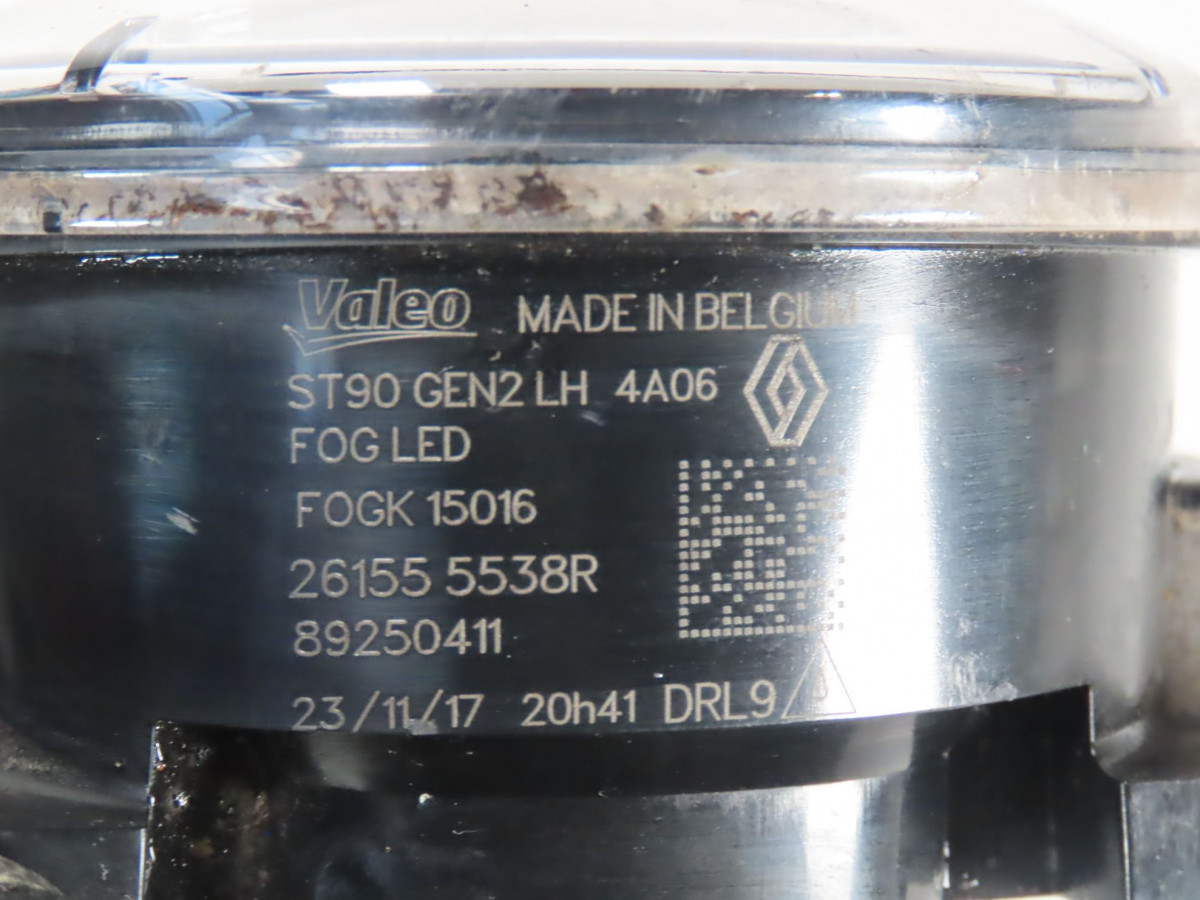 Valeo MADE IN BELGIUM
ST90 GEN2 LH 4A06
FOG LED
FOGK 15016
26155 5538R
89250411
23/11/17 20h41 DRL9